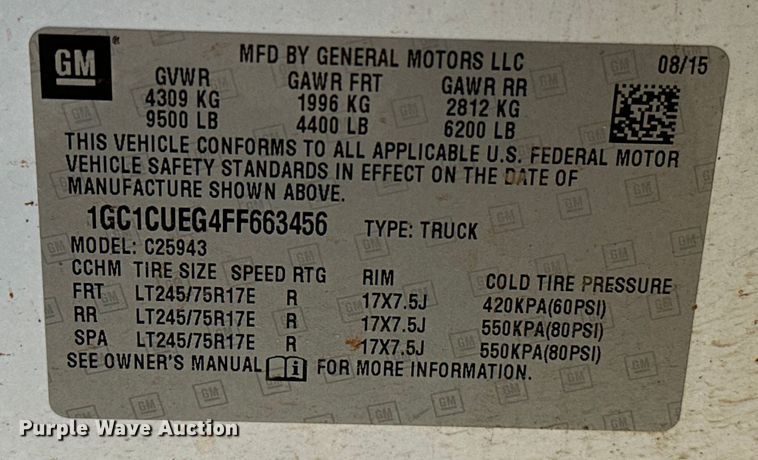 GM
MFD BY GENERAL MOTORS LLC 08/15
GVWR GAWR FRT GAWR RR
4309 KG 1996 KG 2812 KG
9500 LB 4400 LB 6200 LB
THIS VEHICLE CONFORMS TO ALL APPLICABLE U.S. FEDERAL MOTOR
VEHICLE SAFETY STANDARDS IN EFFECT ON THE DATE OF
MANUFACTURE SHOWN ABOVE.
1GC1CUEG4FF663456 TYPE: TRUCK
MODEL: C25943
CCHM TIRE SIZE SPEED RTG RIM COLD TIRE PRESSURE
FRT LT245/75R17E R 17X7.5J 420KPA(60PSI)
RR LT245/75R17E R 17X7.5J 550KPA(80PSI)
SPA LT245/75R17E R 17X7.5J 550KPA(80PSI)
SEE OWNER'S MANUAL FOR MORE INFORMATION.
Purple Wave Auction